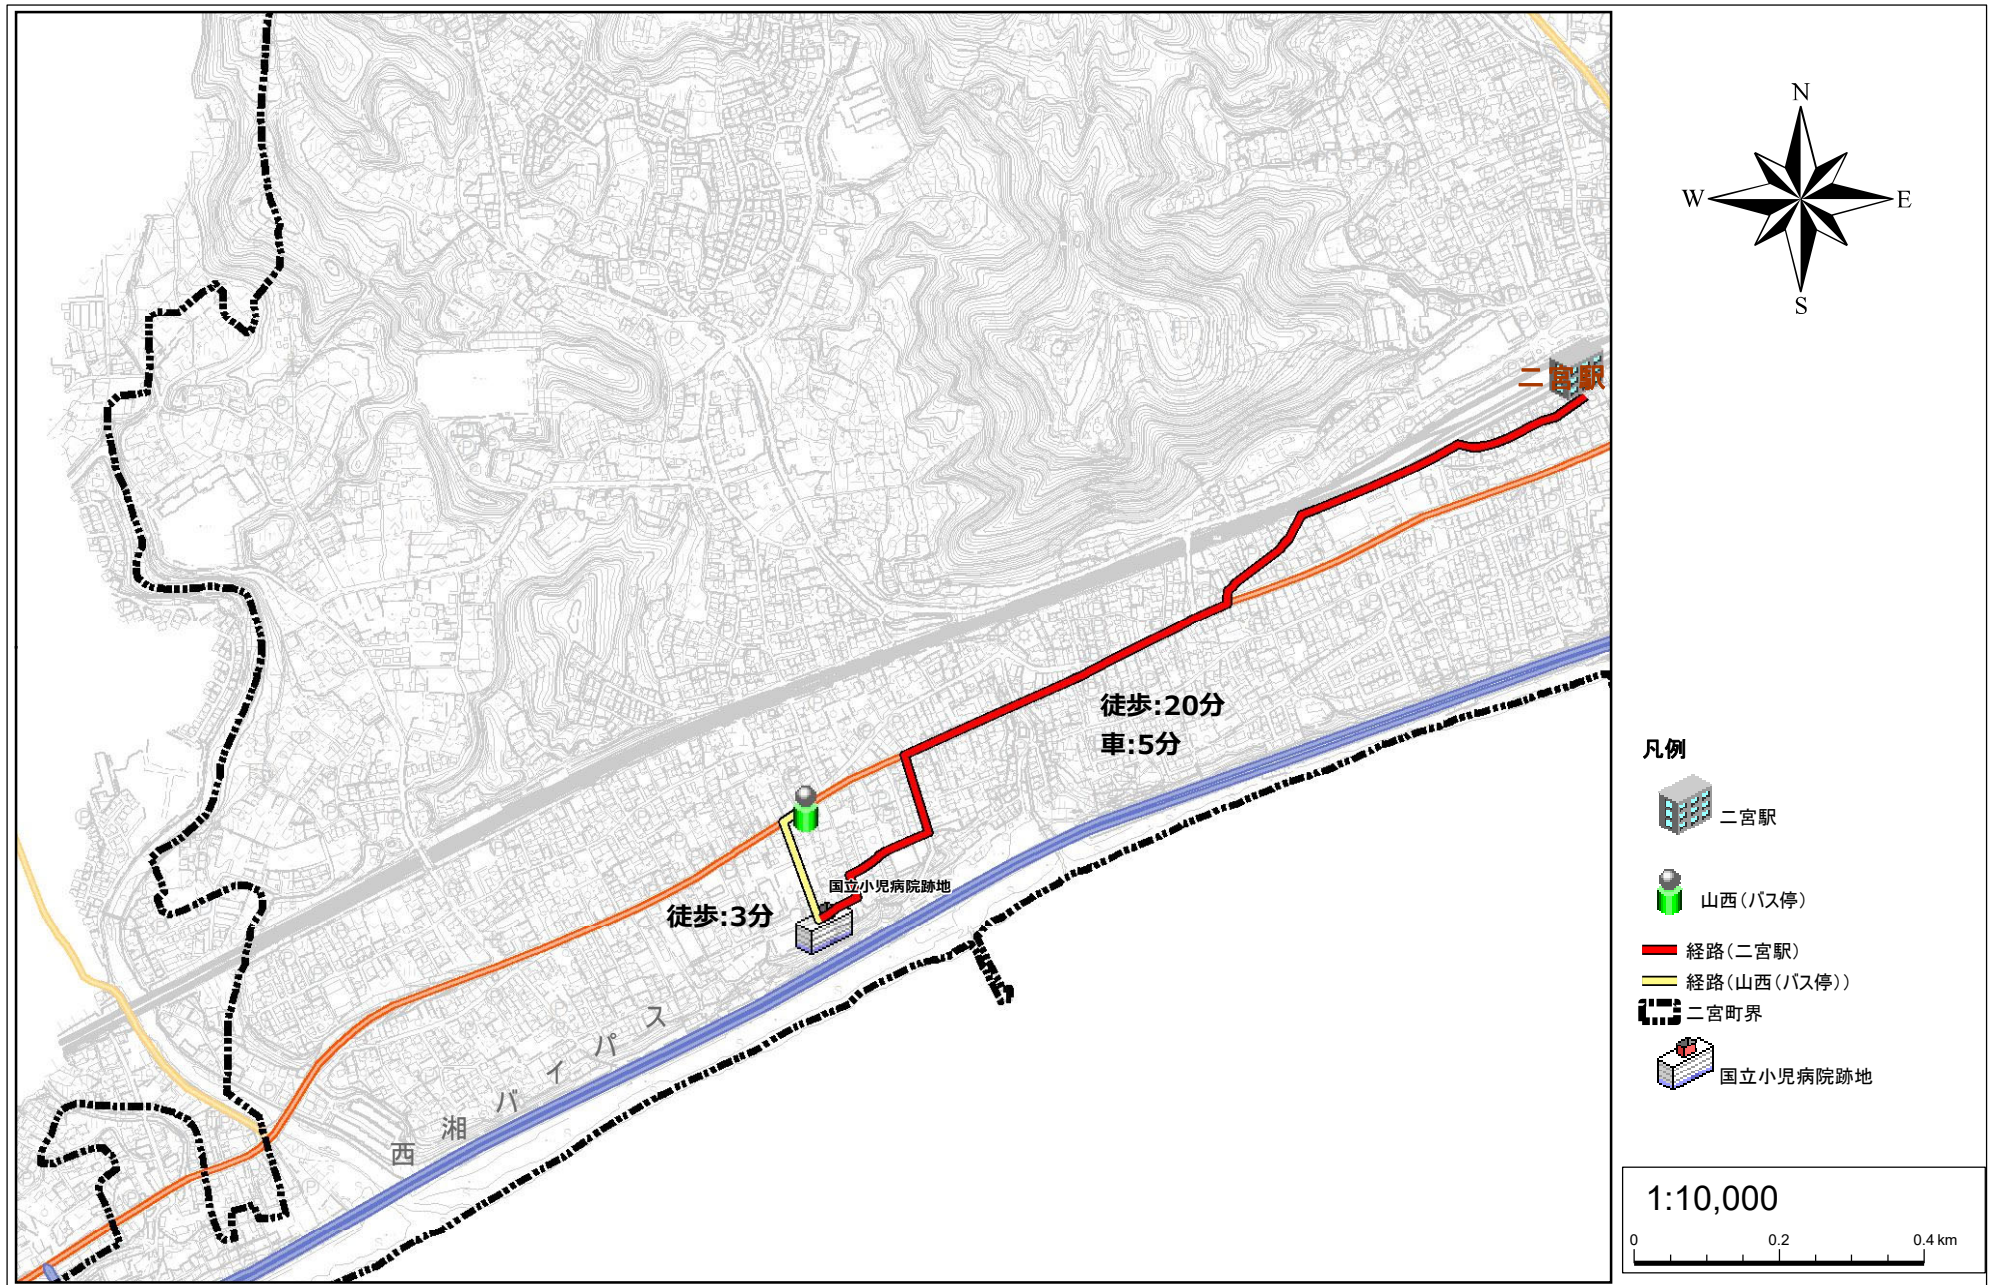 N
W
E
S
二宮駅
徒歩:20分
車:5分
国立小児病院跡地
徒歩:3分
西湘バイパス
凡例
二宮駅
山西(バス停)
経路(二宮駅)
経路(山西(バス停))
二宮町界
国立小児病院跡地
1:10,000
0 0.2 0.4 km